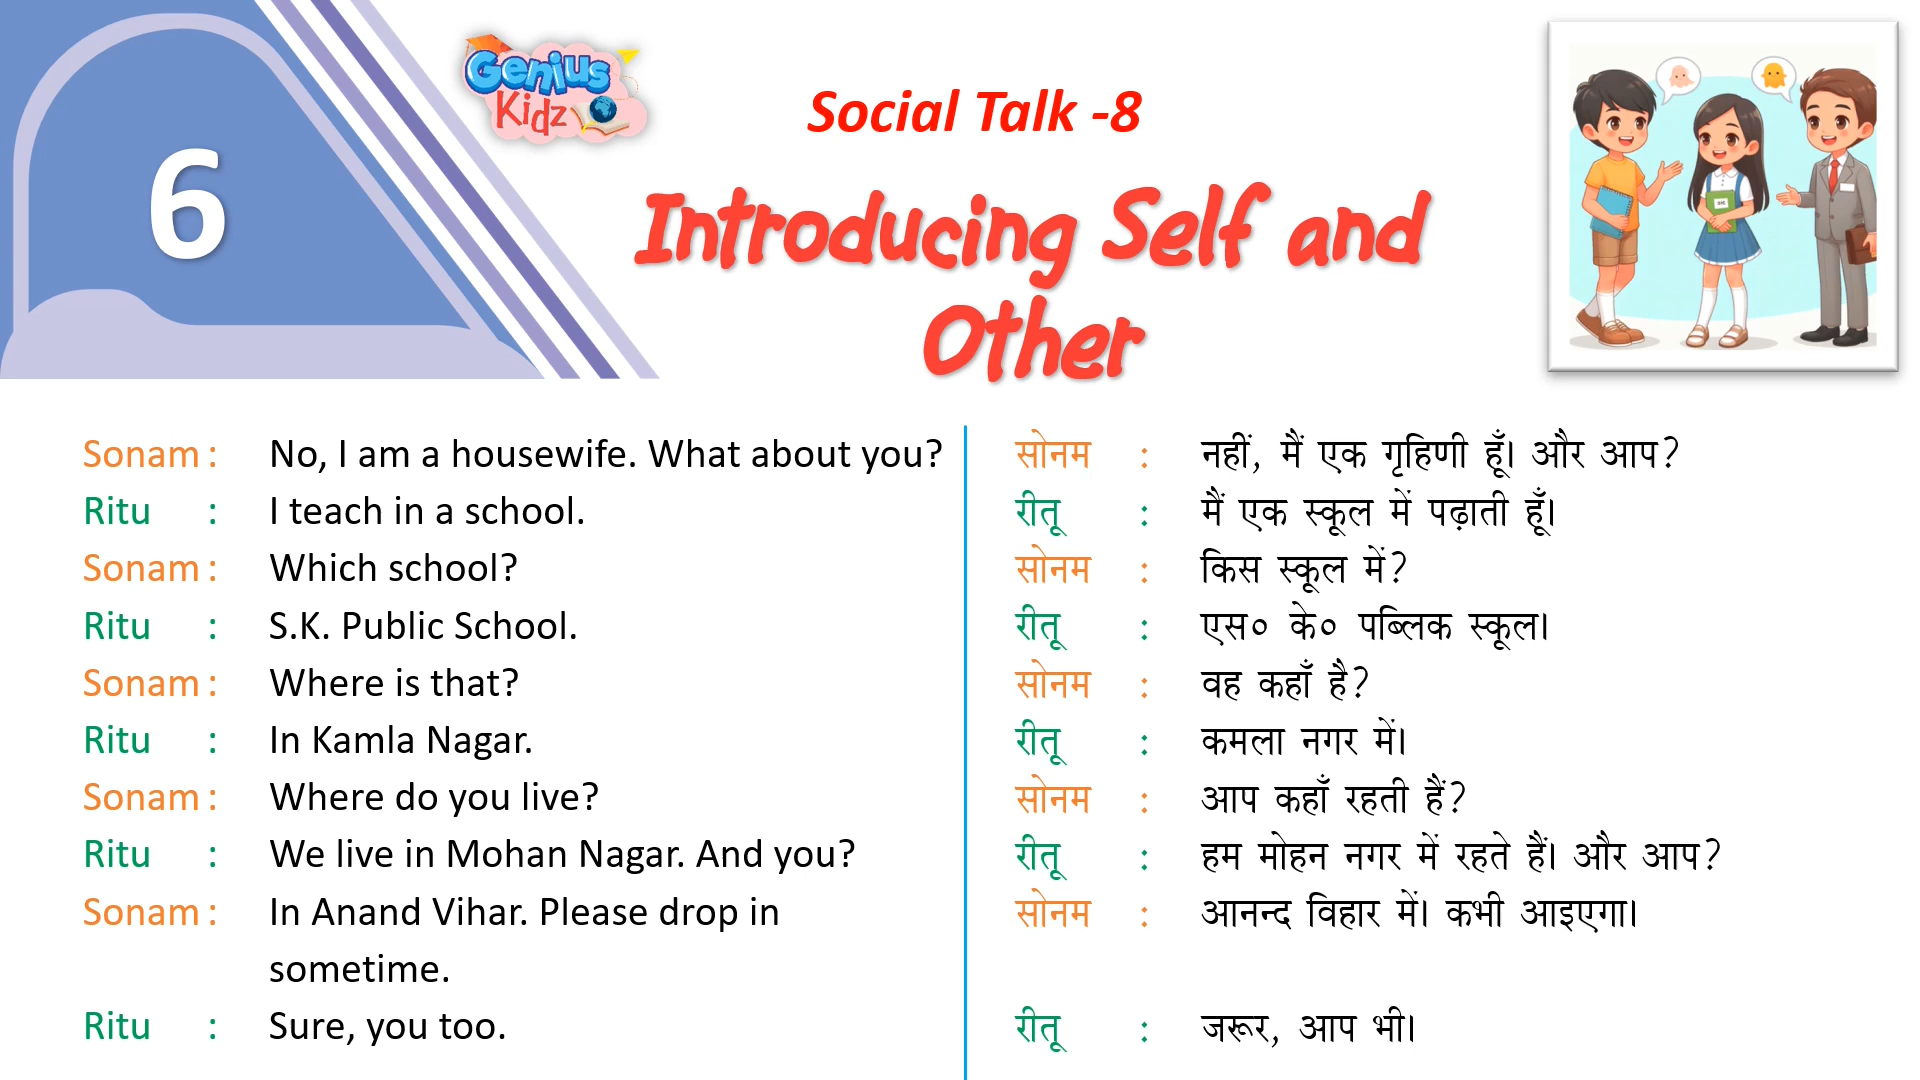 6
Genius
Kidz
Social Talk -8
Introducing Self and
Other
Sonam : No, I am a housewife. What about you?
Ritu : I teach in a school.
Sonam : Which school?
Ritu : S.K. Public School.
Sonam : Where is that?
Ritu : In Kamla Nagar.
Sonam : Where do you live?
Ritu : We live in Mohan Nagar. And you?
Sonam : In Anand Vihar. Please drop in
sometime.
Ritu : Sure, you too.
सोनम : नहीं, मैं एक गृहिणी हूँ। और आप?
रीतू : मैं एक स्कूल में पढ़ाती हूँ।
सोनम : किस स्कूल में?
रीतू : एस० के० पब्लिक स्कूल।
सोनम : वह कहाँ है?
रीतू : कमला नगर में।
सोनम : आप कहाँ रहती हैं?
रीतू : हम मोहन नगर में रहते हैं। और आप?
सोनम : आनन्द विहार में। कभी आइएगा।
रीतू : जरूर, आप भी।